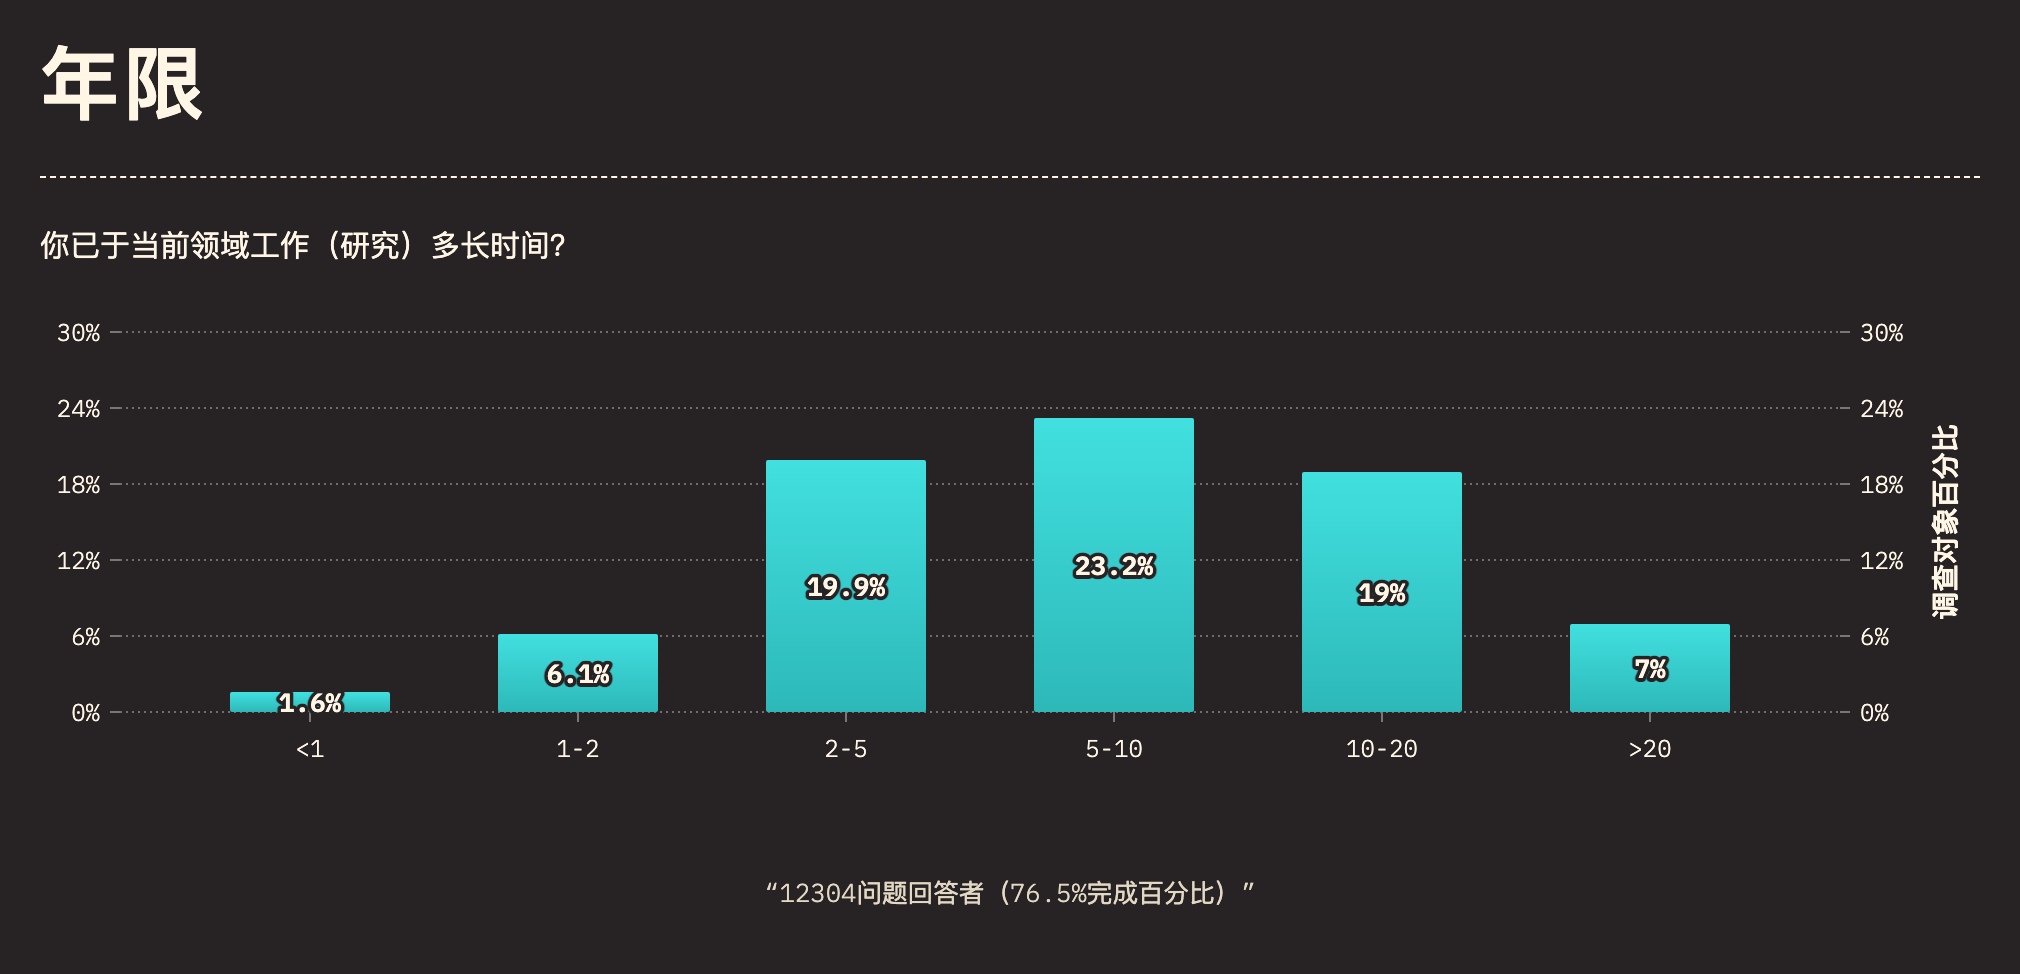 年限
你已于当前领域工作（研究）多长时间?
30% 30%
24% 24%
18% 18%
12% 12%
6% 6%
0% 0%
调查对象百分比
1.6% 6.1% 19.9% 23.2% 19% 7%
<1 1-2 2-5 5-10 10-20 >20
“12304问题回答者（76.5%完成百分比）”